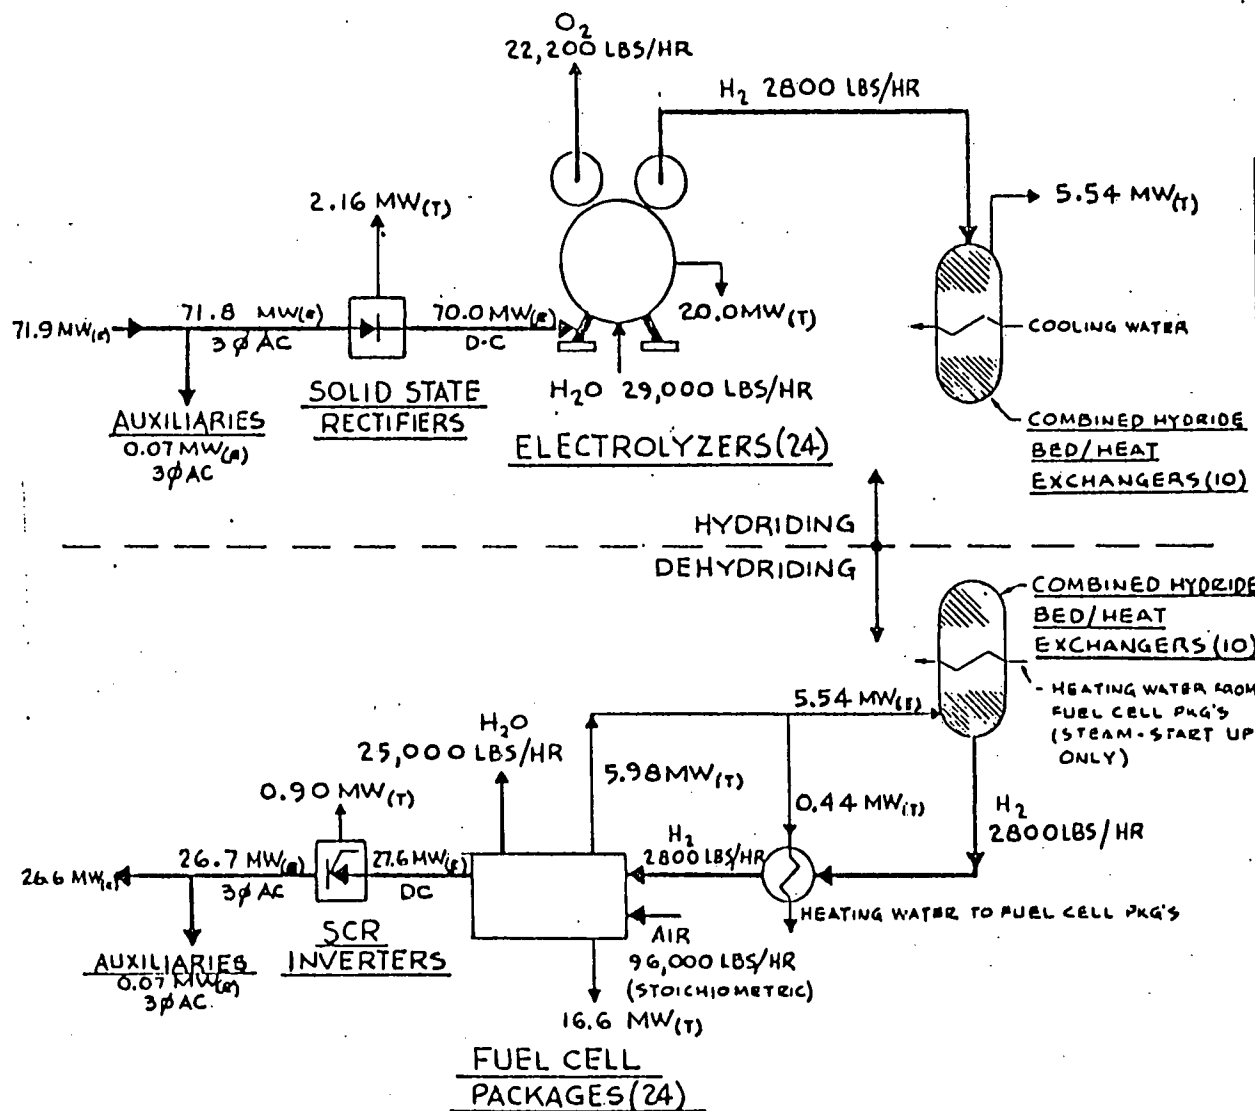 O2
22,200 LBS/HR
H2 2800 LBS/HR
2.16 MW(T)
5.54 MW(T)
71.9 MW(E)
71.8 MW(E)
3ϕ AC
70.0 MW(E)
D·C
20.0 MW(T)
COOLING WATER
AUXILIARIES
0.07 MW(E)
3ϕ AC
SOLID STATE
RECTIFIERS
H2O 29,000 LBS/HR
ELECTROLYZERS (24)
COMBINED HYDRIDE
BED/HEAT
EXCHANGERS (10)
HYDRIDING
DEHYDRIDING
COMBINED HYDRIDE
BED/HEAT
EXCHANGERS (10)
- HEATING WATER FROM
FUEL CELL PKG'S
(STEAM - START UP
ONLY)
5.54 MW(E)
H2O
25,000 LBS/HR
5.98 MW(T)
0.44 MW(T)
H2
2800 LBS/HR
0.90 MW(T)
26.6 MW(E)
26.7 MW(E)
3ϕ AC
27.6 MW(E)
DC
H2
2800 LBS/HR
HEATING WATER TO FUEL CELL PKG'S
AUXILIARIES
0.07 MW(E)
3ϕ AC.
SCR
INVERTERS
AIR
96,000 LBS/HR
(STOICHIOMETRIC)
16.6 MW(T)
FUEL CELL
PACKAGES (24)